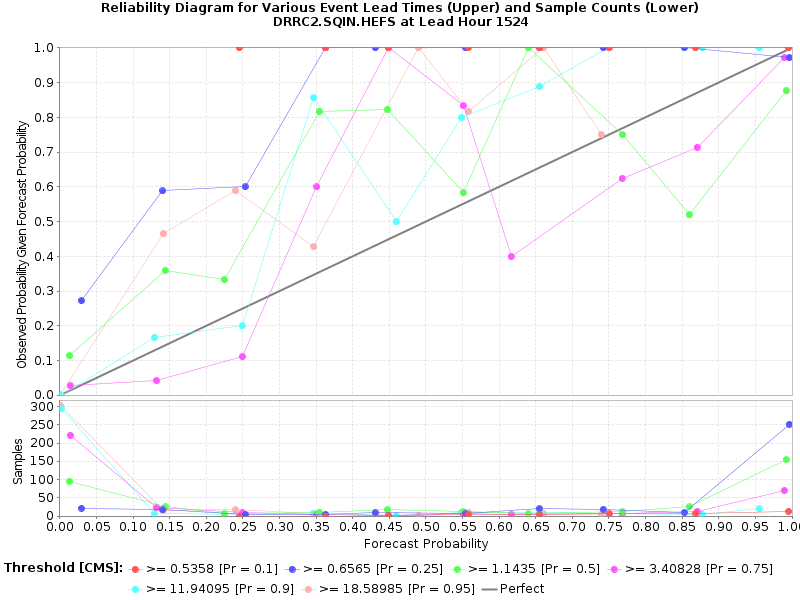 Reliability Diagram for Various Event Lead Times (Upper) and Sample Counts (Lower)
DRRC2.SQIN.HEFS at Lead Hour 1524
Observed Probability Given Forecast Probability
1.0
0.9
0.8
0.7
0.6
0.5
0.4
0.3
0.2
0.1
0.0
Samples
300
250
200
150
100
50
0
0.00 0.05 0.10 0.15 0.20 0.25 0.30 0.35 0.40 0.45 0.50 0.55 0.60 0.65 0.70 0.75 0.80 0.85 0.90 0.95 1.0
Forecast Probability
Threshold [CMS]: >= 0.5358 [Pr = 0.1] >= 0.6565 [Pr = 0.25] >= 1.1435 [Pr = 0.5] >= 3.40828 [Pr = 0.75]
>= 11.94095 [Pr = 0.9] >= 18.58985 [Pr = 0.95] Perfect